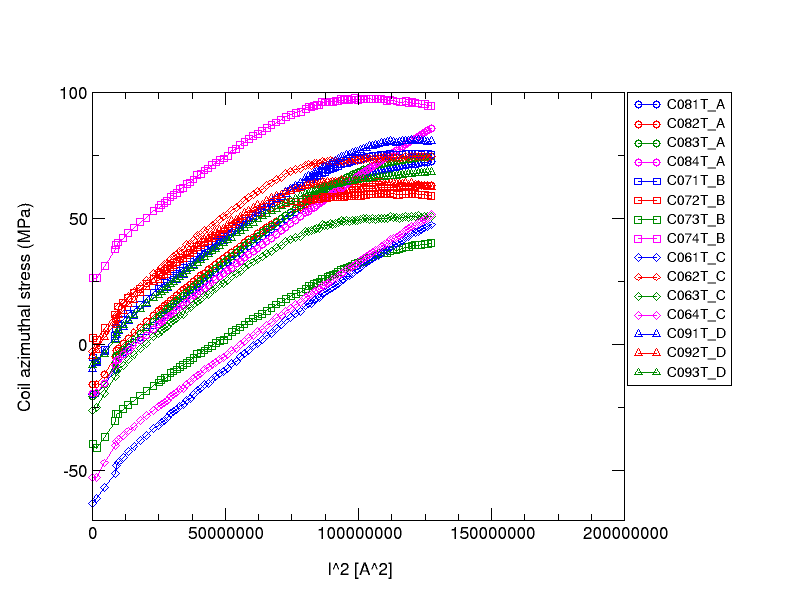 100
50
0
-50
Coil azimuthal stress (MPa)
0
50000000
100000000
150000000
200000000
I^2 [A^2]
C081T_A
C082T_A
C083T_A
C084T_A
C071T_B
C072T_B
C073T_B
C074T_B
C061T_C
C062T_C
C063T_C
C064T_C
C091T_D
C092T_D
C093T_D